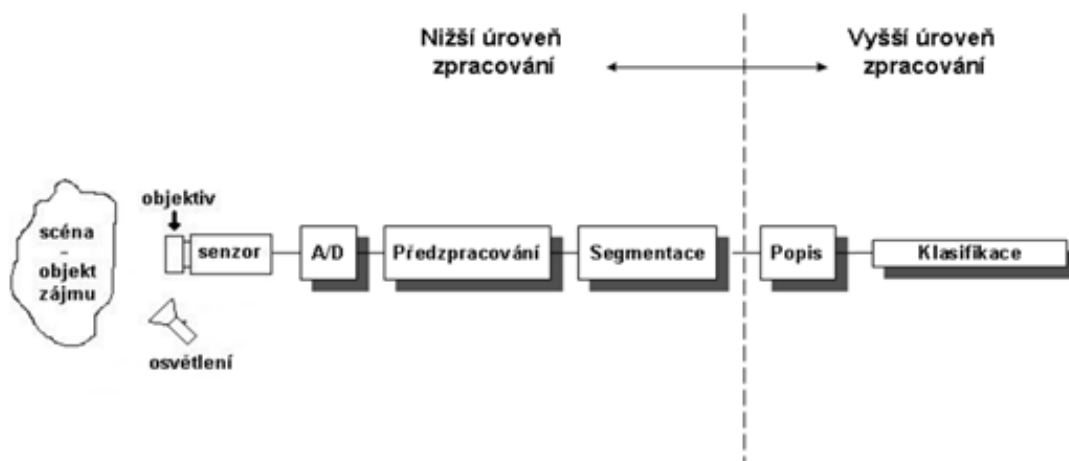 Nižší úroveň
zpracování
Vyšší úroveň
zpracování
scéna
-
objekt
zájmu
objektiv
senzor
osvětlení
A/D
Předzpracování
Segmentace
Popis
Klasifikace